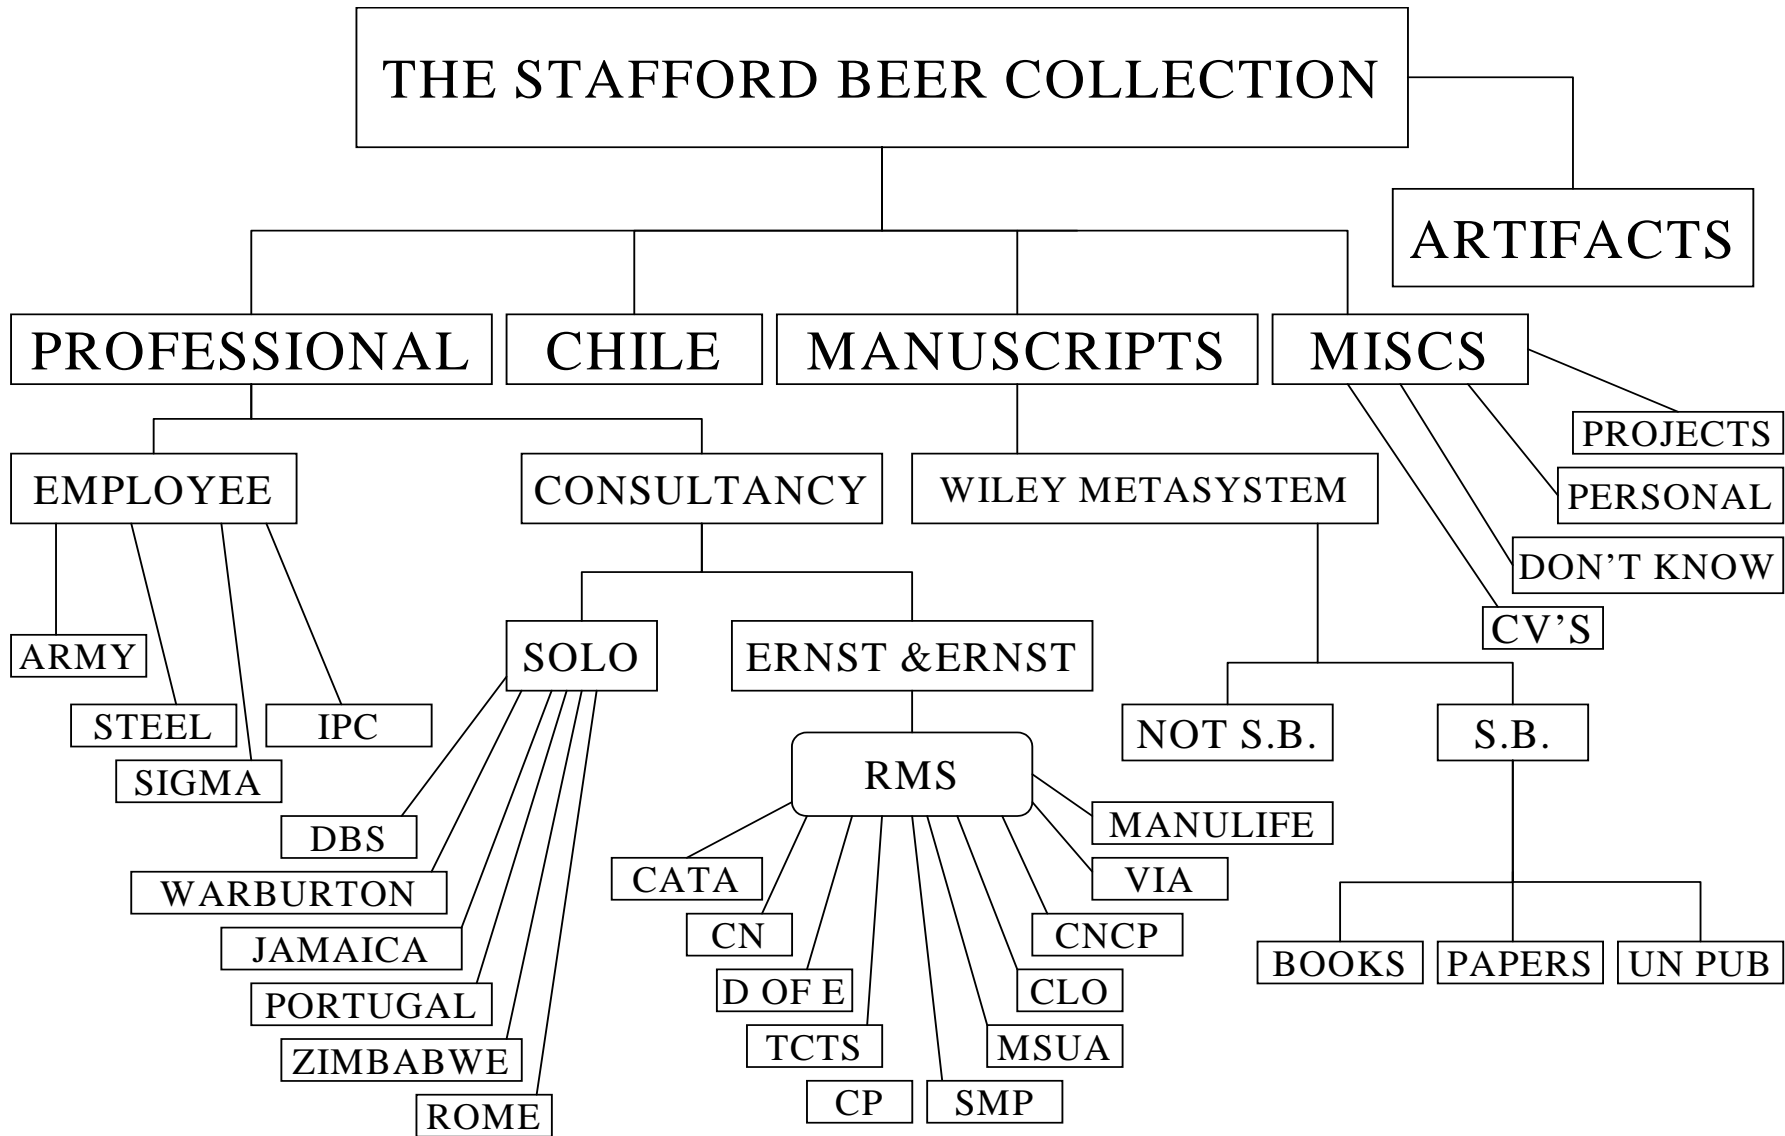 THE STAFFORD BEER COLLECTION
ARTIFACTS
PROFESSIONAL
CHILE
MANUSCRIPTS
MISCS
PROJECTS
EMPLOYEE
CONSULTANCY
WILEY METASYSTEM
PERSONAL
DON'T KNOW
CV'S
ARMY
SOLO
ERNST &ERNST
STEEL
IPC
NOT S.B.
S.B.
SIGMA
RMS
DBS
MANULIFE
WARBURTON
CATA
VIA
JAMAICA
CN
CNCP
BOOKS
PAPERS
UN PUB
PORTUGAL
D OF E
CLO
ZIMBABWE
TCTS
MSUA
ROME
CP
SMP